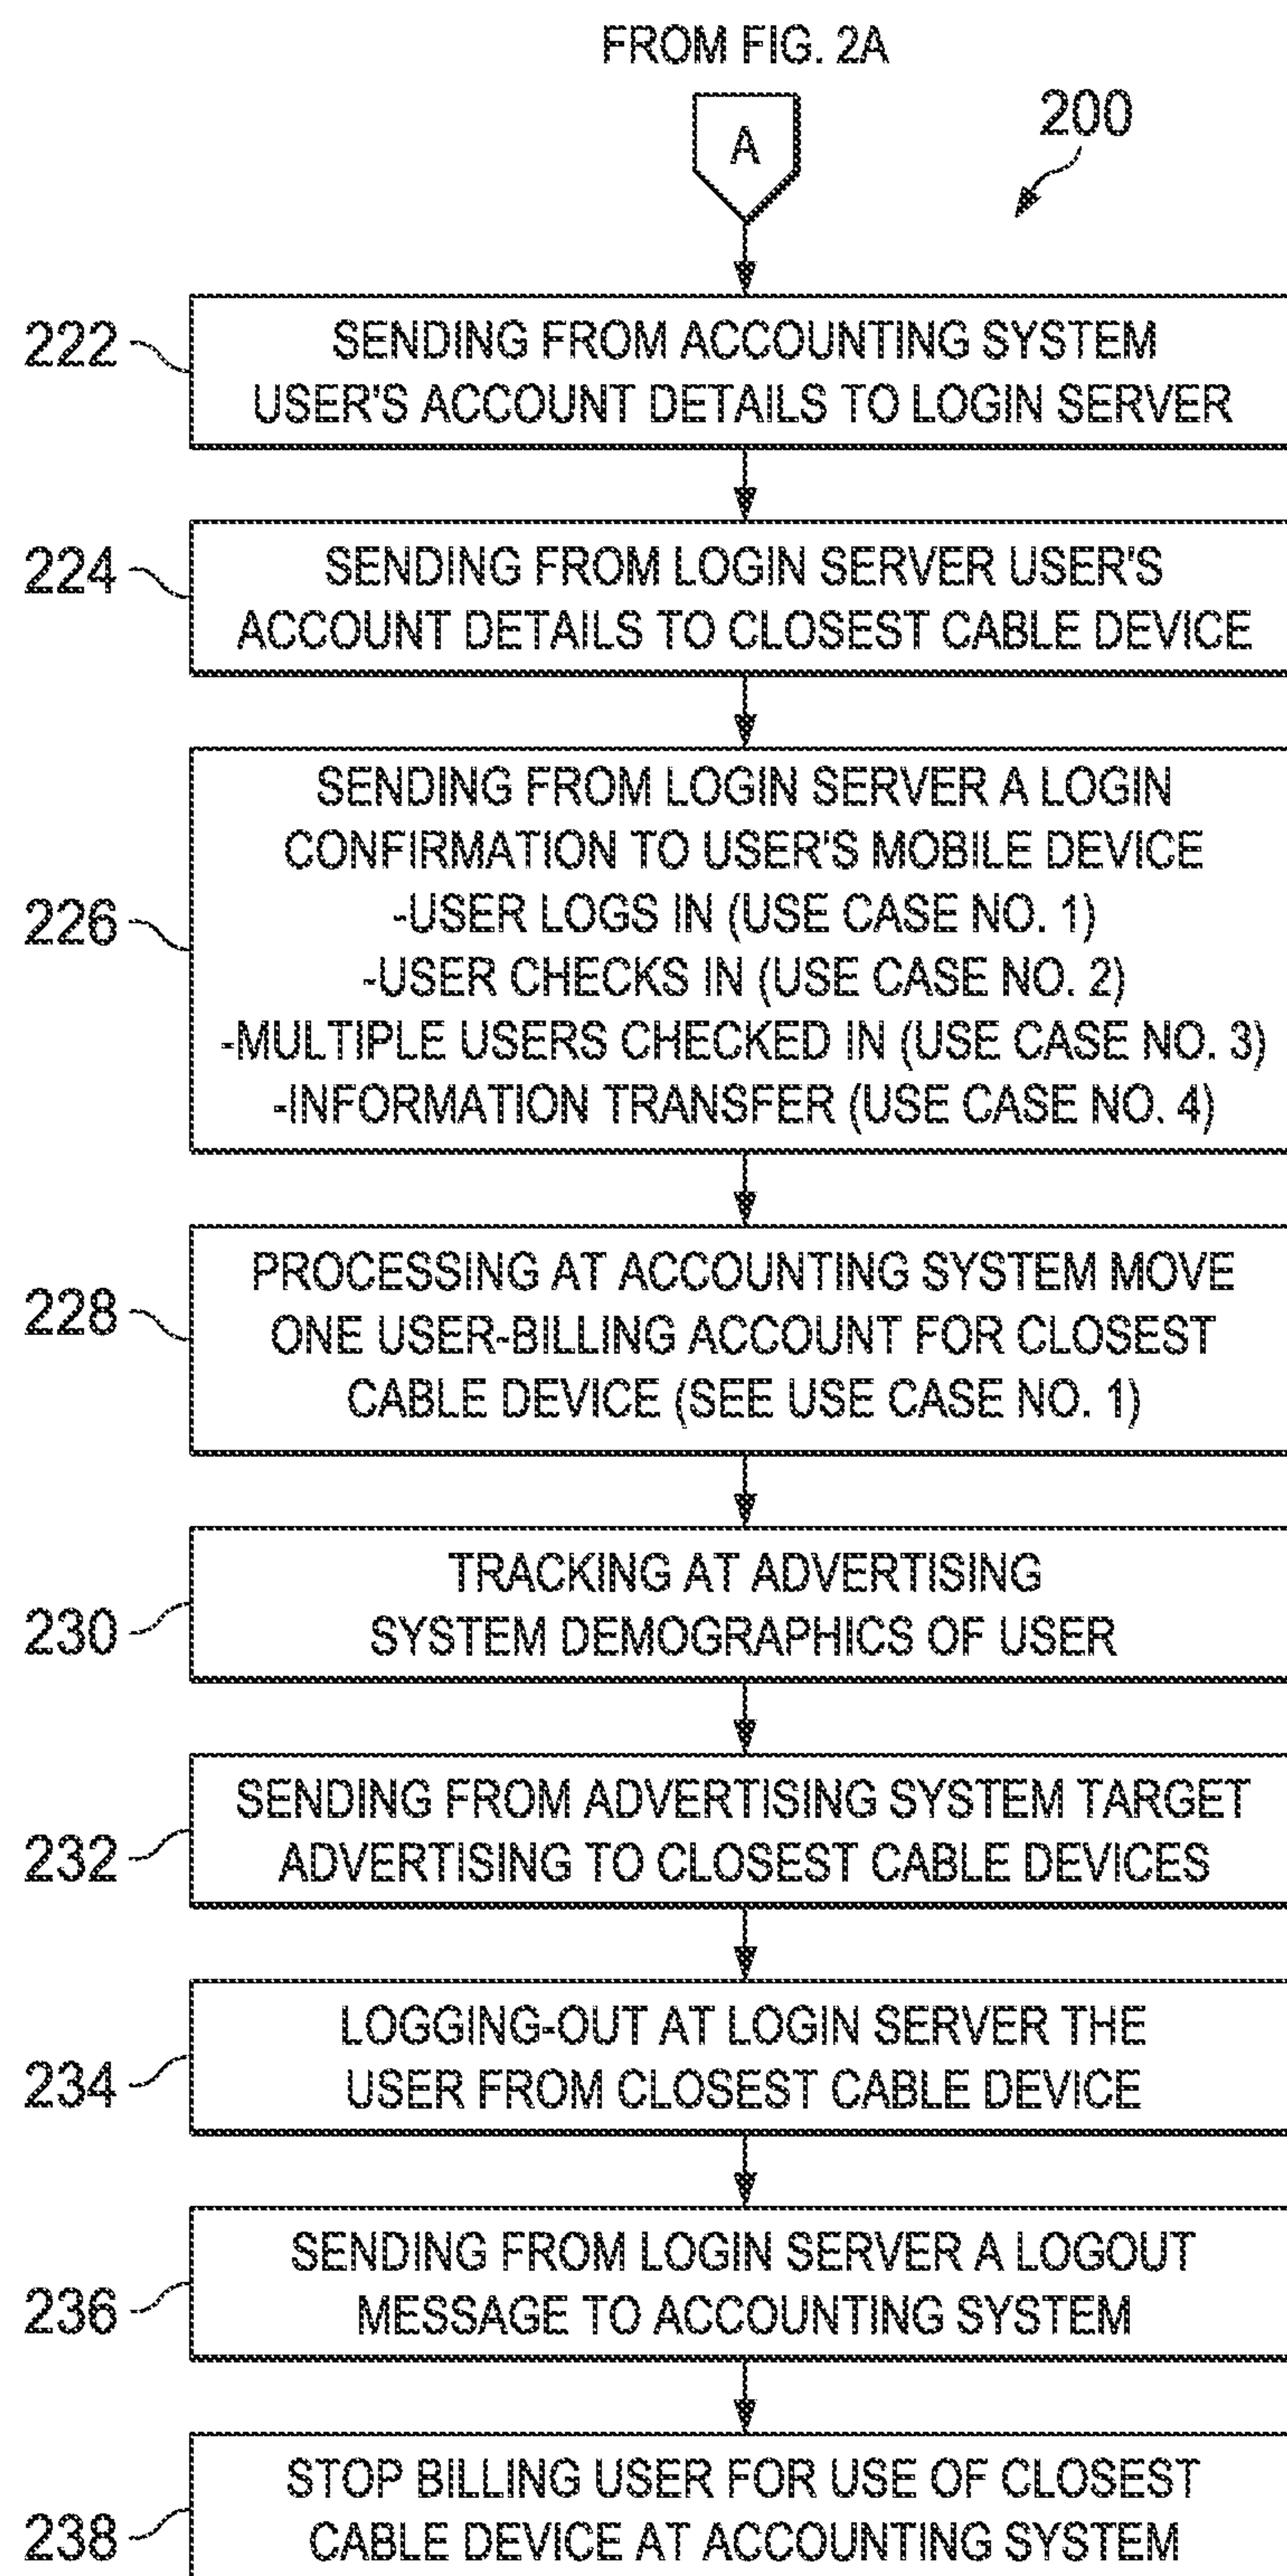 FROM FIG. 2A
A
200
222
SENDING FROM ACCOUNTING SYSTEM
USER'S ACCOUNT DETAILS TO LOGIN SERVER
224
SENDING FROM LOGIN SERVER USER'S
ACCOUNT DETAILS TO CLOSEST CABLE DEVICE
226
SENDING FROM LOGIN SERVER A LOGIN
CONFIRMATION TO USER'S MOBILE DEVICE
-USER LOGS IN (USE CASE NO. 1)
-USER CHECKS IN (USE CASE NO. 2)
-MULTIPLE USERS CHECKED IN (USE CASE NO. 3)
-INFORMATION TRANSFER (USE CASE NO. 4)
228
PROCESSING AT ACCOUNTING SYSTEM MOVE
ONE USER-BILLING ACCOUNT FOR CLOSEST
CABLE DEVICE (SEE USE CASE NO. 1)
230
TRACKING AT ADVERTISING
SYSTEM DEMOGRAPHICS OF USER
232
SENDING FROM ADVERTISING SYSTEM TARGET
ADVERTISING TO CLOSEST CABLE DEVICES
234
LOGGING-OUT AT LOGIN SERVER THE
USER FROM CLOSEST CABLE DEVICE
236
SENDING FROM LOGIN SERVER A LOGOUT
MESSAGE TO ACCOUNTING SYSTEM
238
STOP BILLING USER FOR USE OF CLOSEST
CABLE DEVICE AT ACCOUNTING SYSTEM